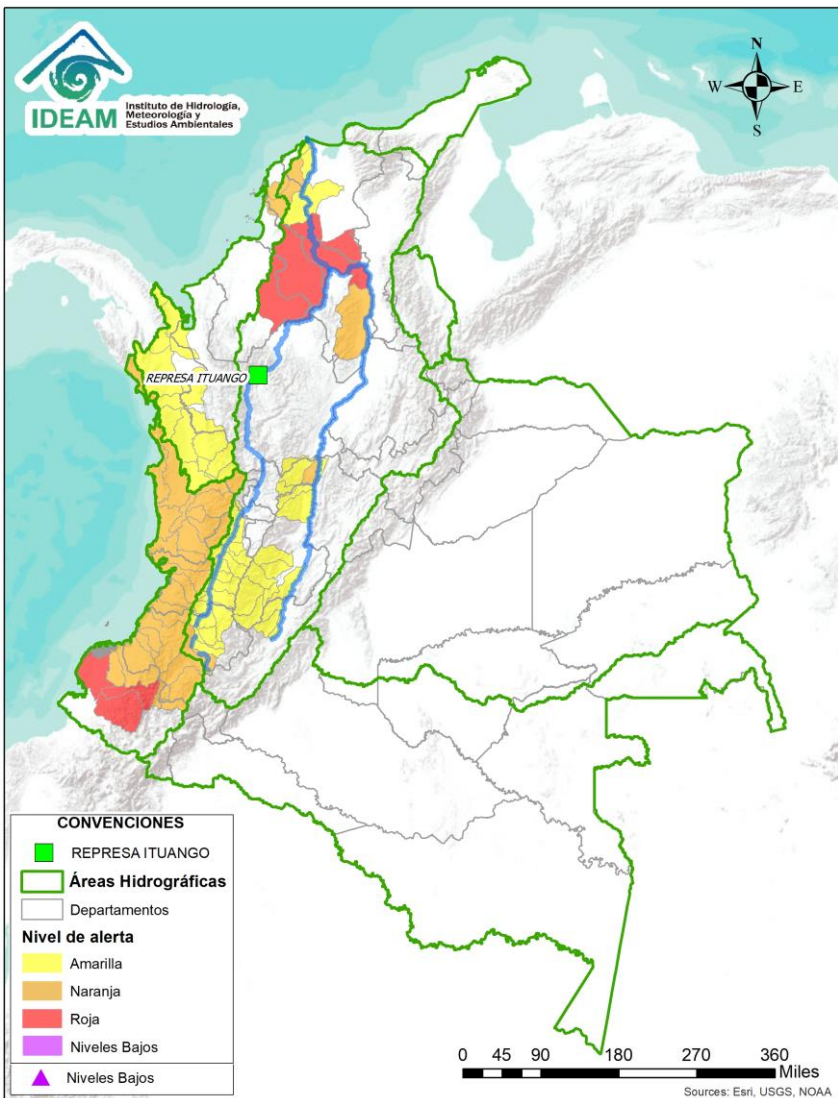 IDEAM
Instituto de Hidrología,
Meteorología y
Estudios Ambientales
N
W
E
S
REPRESA ITUANGO
CONVENCIONES
REPRESA ITUANGO
Áreas Hidrográficas
Departamentos
Nivel de alerta
Amarilla
Naranja
Roja
Niveles Bajos
Niveles Bajos
0 45 90 180 270 360
Miles
Sources: Esri, USGS, NOAA